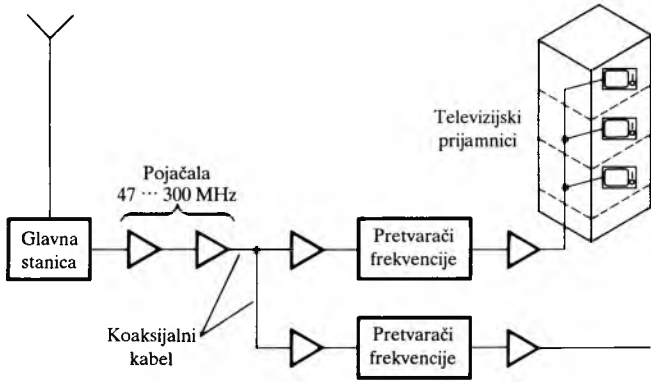 Televizijski
prijamnici
Pojačala
47 ··· 300 MHz
Glavna
stanica
Pretvarači
frekvencije
Koaksijalni
kabel
Pretvarači
frekvencije